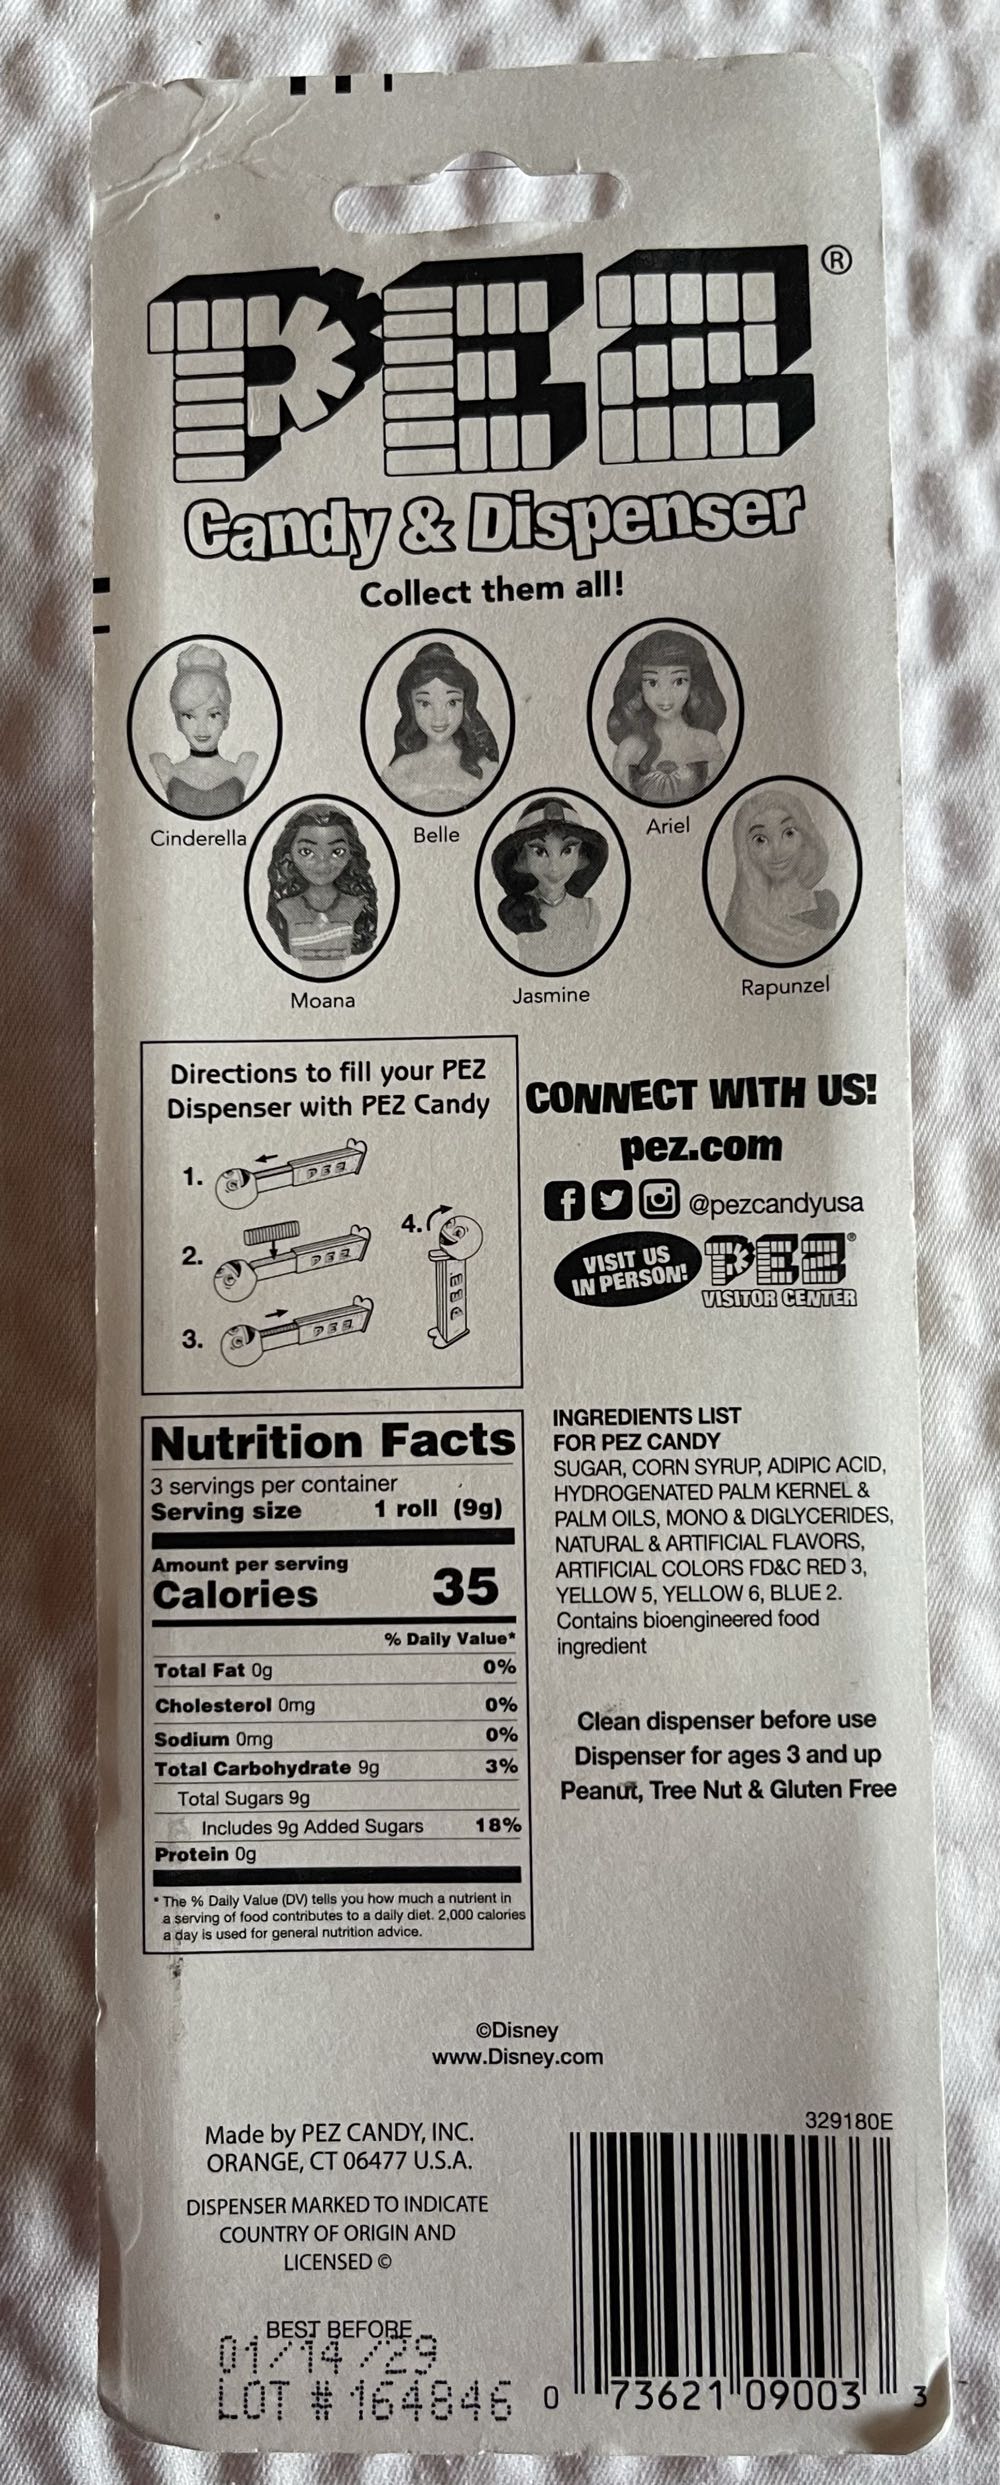 PEZ®
Candy & Dispenser
Collect them all!
Cinderella
Belle
Ariel
Moana
Jasmine
Rapunzel
Directions to fill your PEZ
Dispenser with PEZ Candy
1.
PEZ
2.
PEZ
3.
PEZ
4.
PEZ
CONNECT WITH US!
pez.com
@pezcandyusa
VISIT US
IN PERSON!
PEZ®
VISITOR CENTER
Nutrition Facts
3 servings per container
Serving size 1 roll (9g)
Amount per serving
Calories 35
% Daily Value*
Total Fat 0g 0%
Cholesterol 0mg 0%
Sodium 0mg 0%
Total Carbohydrate 9g 3%
Total Sugars 9g
Includes 9g Added Sugars 18%
Protein 0g
* The % Daily Value (DV) tells you how much a nutrient in
a serving of food contributes to a daily diet. 2,000 calories
a day is used for general nutrition advice.
INGREDIENTS LIST
FOR PEZ CANDY
SUGAR, CORN SYRUP, ADIPIC ACID,
HYDROGENATED PALM KERNEL &
PALM OILS, MONO & DIGLYCERIDES,
NATURAL & ARTIFICIAL FLAVORS,
ARTIFICIAL COLORS FD&C RED 3,
YELLOW 5, YELLOW 6, BLUE 2.
Contains bioengineered food
ingredient
Clean dispenser before use
Dispenser for ages 3 and up
Peanut, Tree Nut & Gluten Free
©Disney
www.Disney.com
Made by PEZ CANDY, INC.
ORANGE, CT 06477 U.S.A.
DISPENSER MARKED TO INDICATE
COUNTRY OF ORIGIN AND
LICENSED ©
BEST BEFORE
01/14/29
LOT # 164846
329180E
0 73621 09003 3